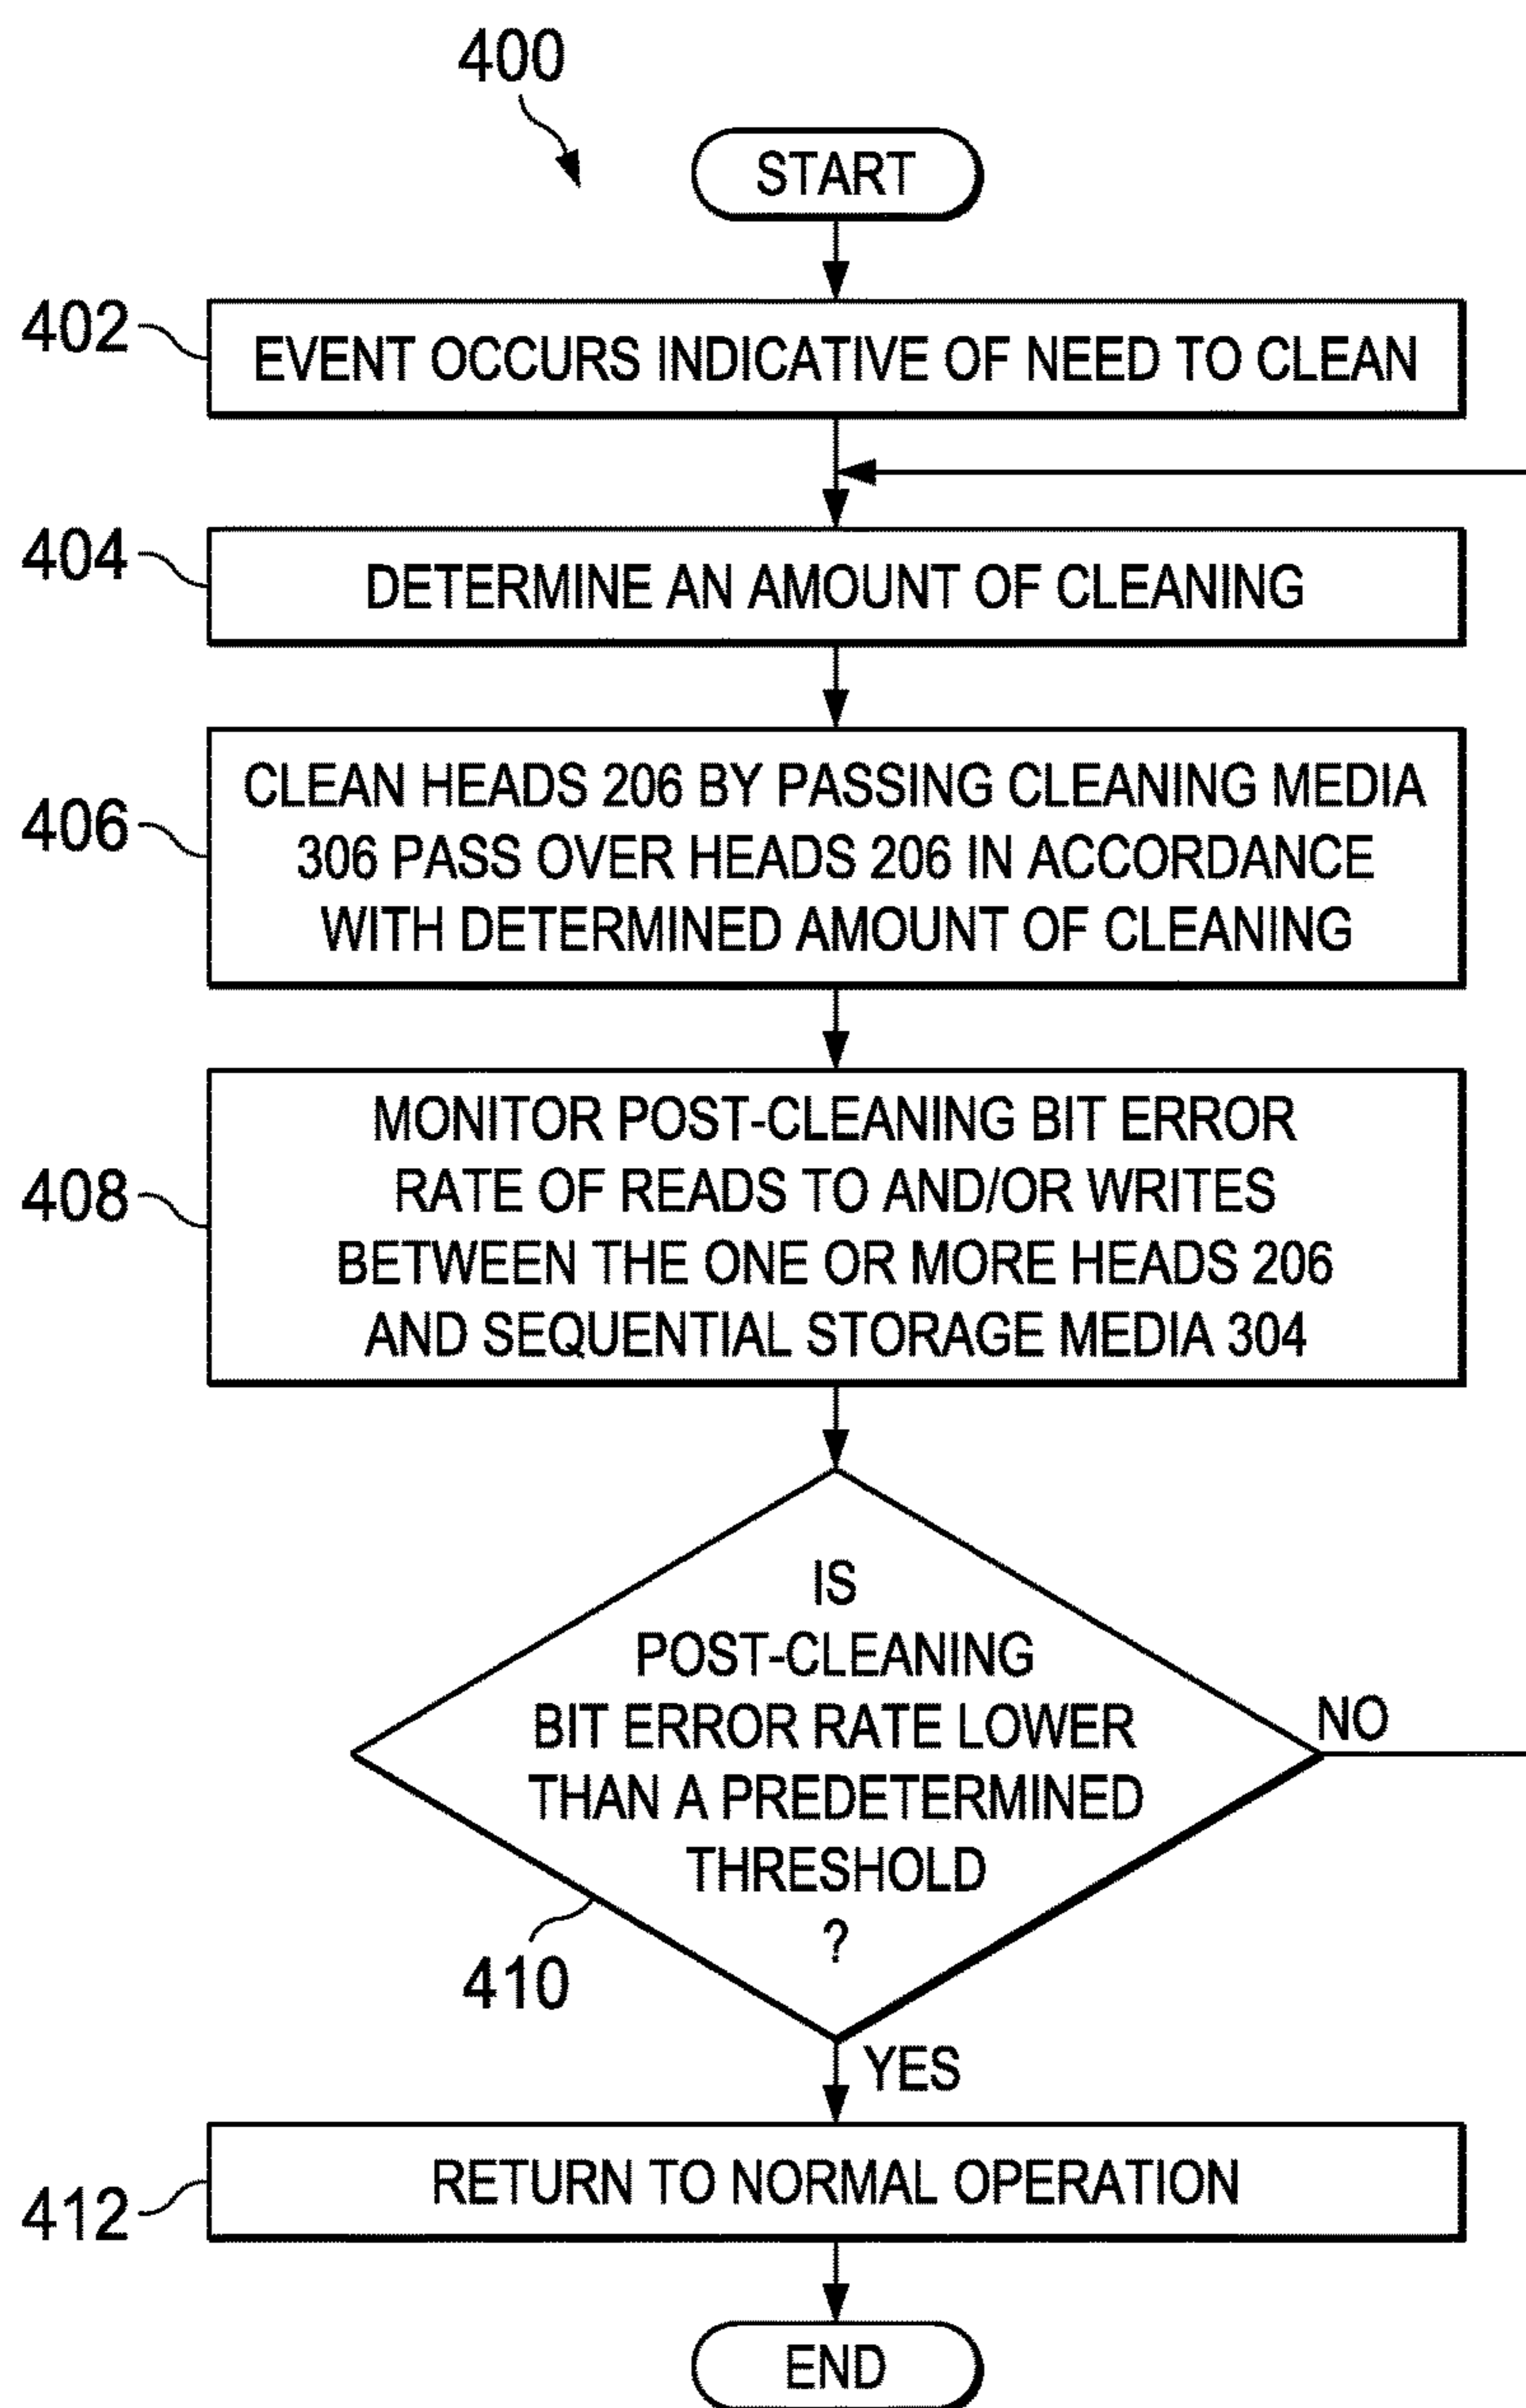 400
START
402
EVENT OCCURS INDICATIVE OF NEED TO CLEAN
404
DETERMINE AN AMOUNT OF CLEANING
406
CLEAN HEADS 206 BY PASSING CLEANING MEDIA
306 PASS OVER HEADS 206 IN ACCORDANCE
WITH DETERMINED AMOUNT OF CLEANING
408
MONITOR POST-CLEANING BIT ERROR
RATE OF READS TO AND/OR WRITES
BETWEEN THE ONE OR MORE HEADS 206
AND SEQUENTIAL STORAGE MEDIA 304
IS
POST-CLEANING
BIT ERROR RATE LOWER
THAN A PREDETERMINED
THRESHOLD
?
NO
410
YES
412
RETURN TO NORMAL OPERATION
END